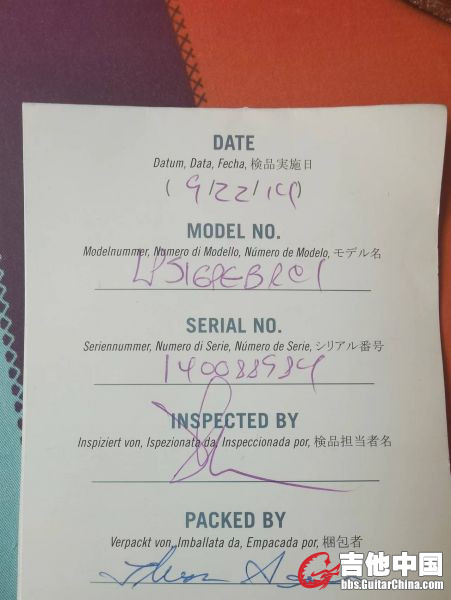 DATE
Datum, Data, Fecha, 検品実施日
( 9/22/14)
MODEL NO.
Modelnummer, Numero di Modello, Número de Modelo, モデル名
SERIAL NO.
Seriennummer, Numero di Serie, Número de Serie, シリアル番号
140088984
INSPECTED BY
Inspiziert von, Ispezionata da, Inspeccionada por, 検品担当者名
PACKED BY
Verpackt von, Imballata da, Empacada por, 梱包者
吉他中国
bbs.GuitarChina.com